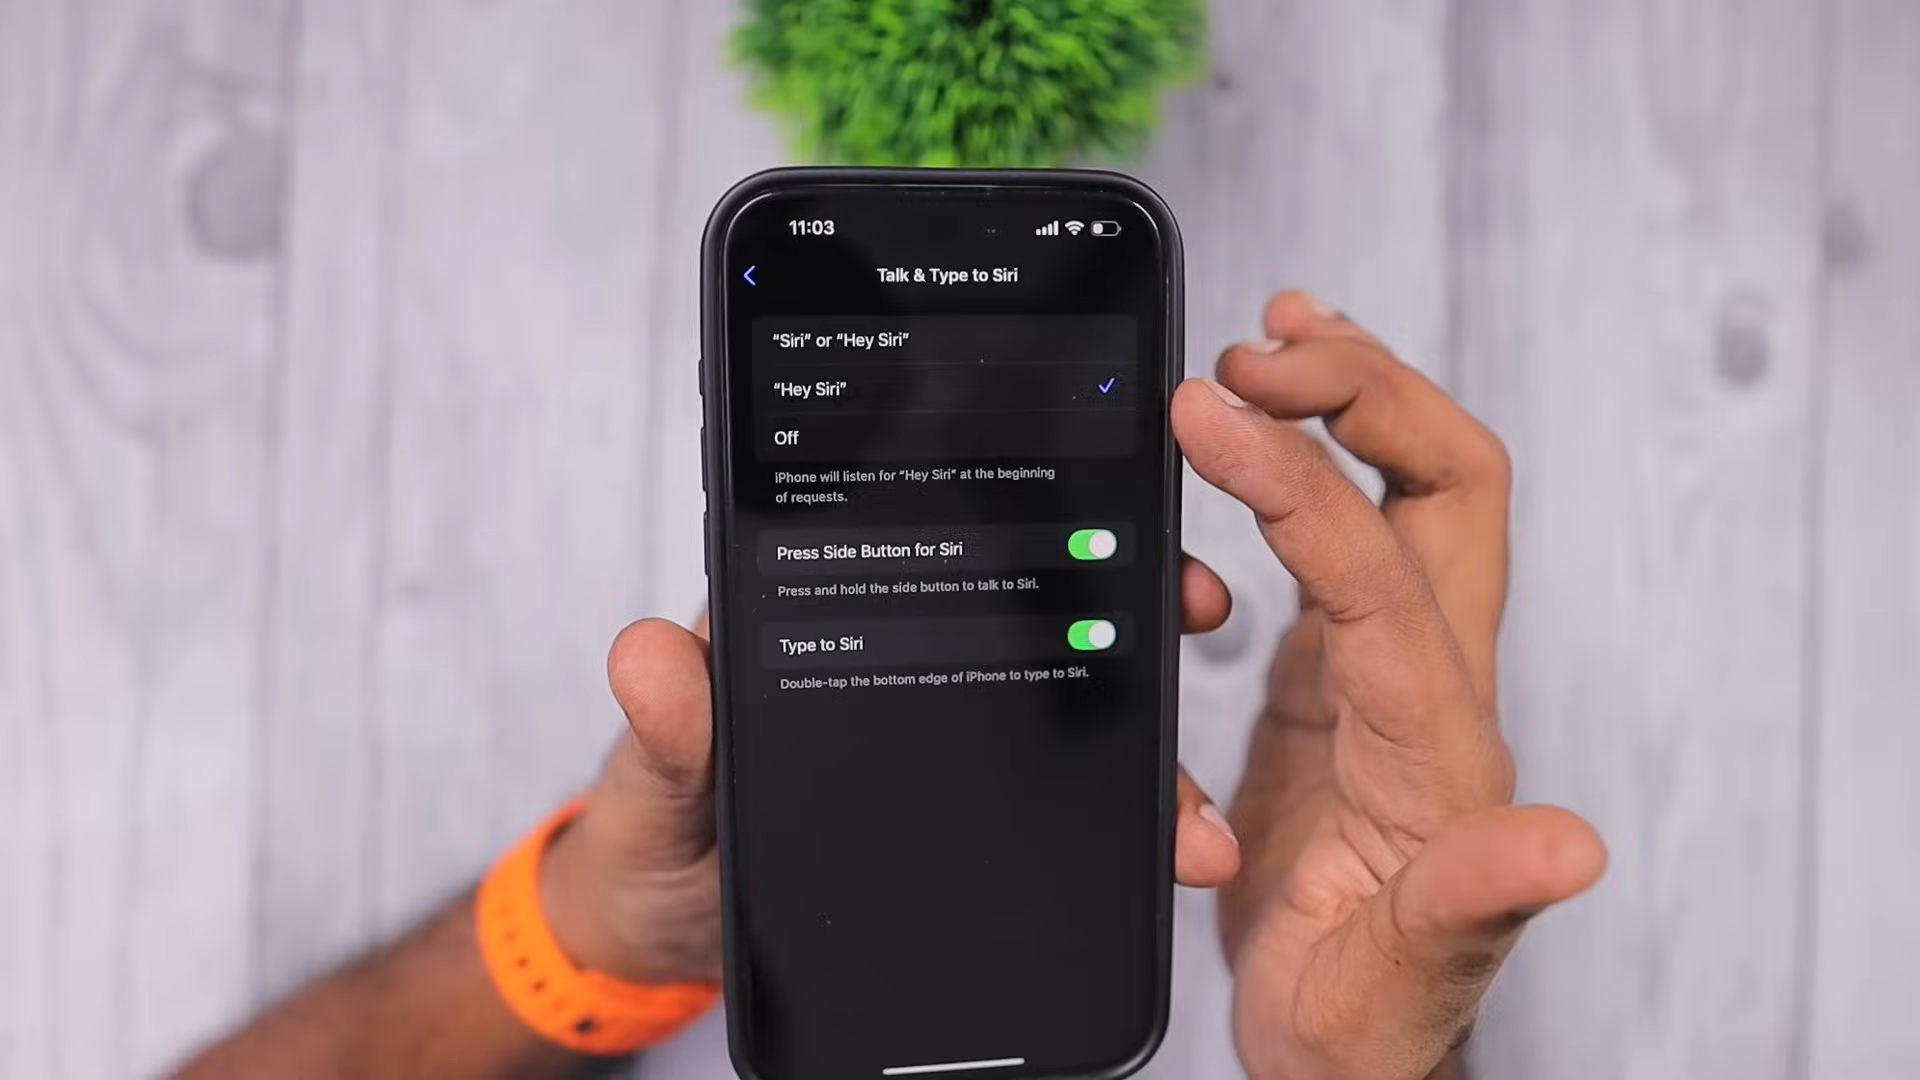 11:03
Talk & Type to Siri
“Siri” or “Hey Siri”
“Hey Siri”
Off
iPhone will listen for “Hey Siri” at the beginning
of requests.
Press Side Button for Siri
Press and hold the side button to talk to Siri.
Type to Siri
Double-tap the bottom edge of iPhone to type to Siri.